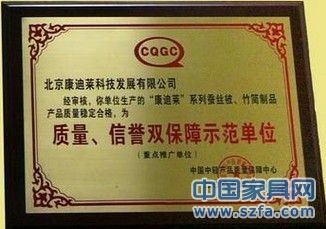 CQGC
北京康迪莱科技发展有限公司
经审核，你单位生产的“康迪莱”系列蚕丝被、竹简制品
产品质量稳定合格，为
质量、信誉双保障示范单位
（重点推广单位）
中国中轻产品质量保障中心
中国家具网
www.szfa.com